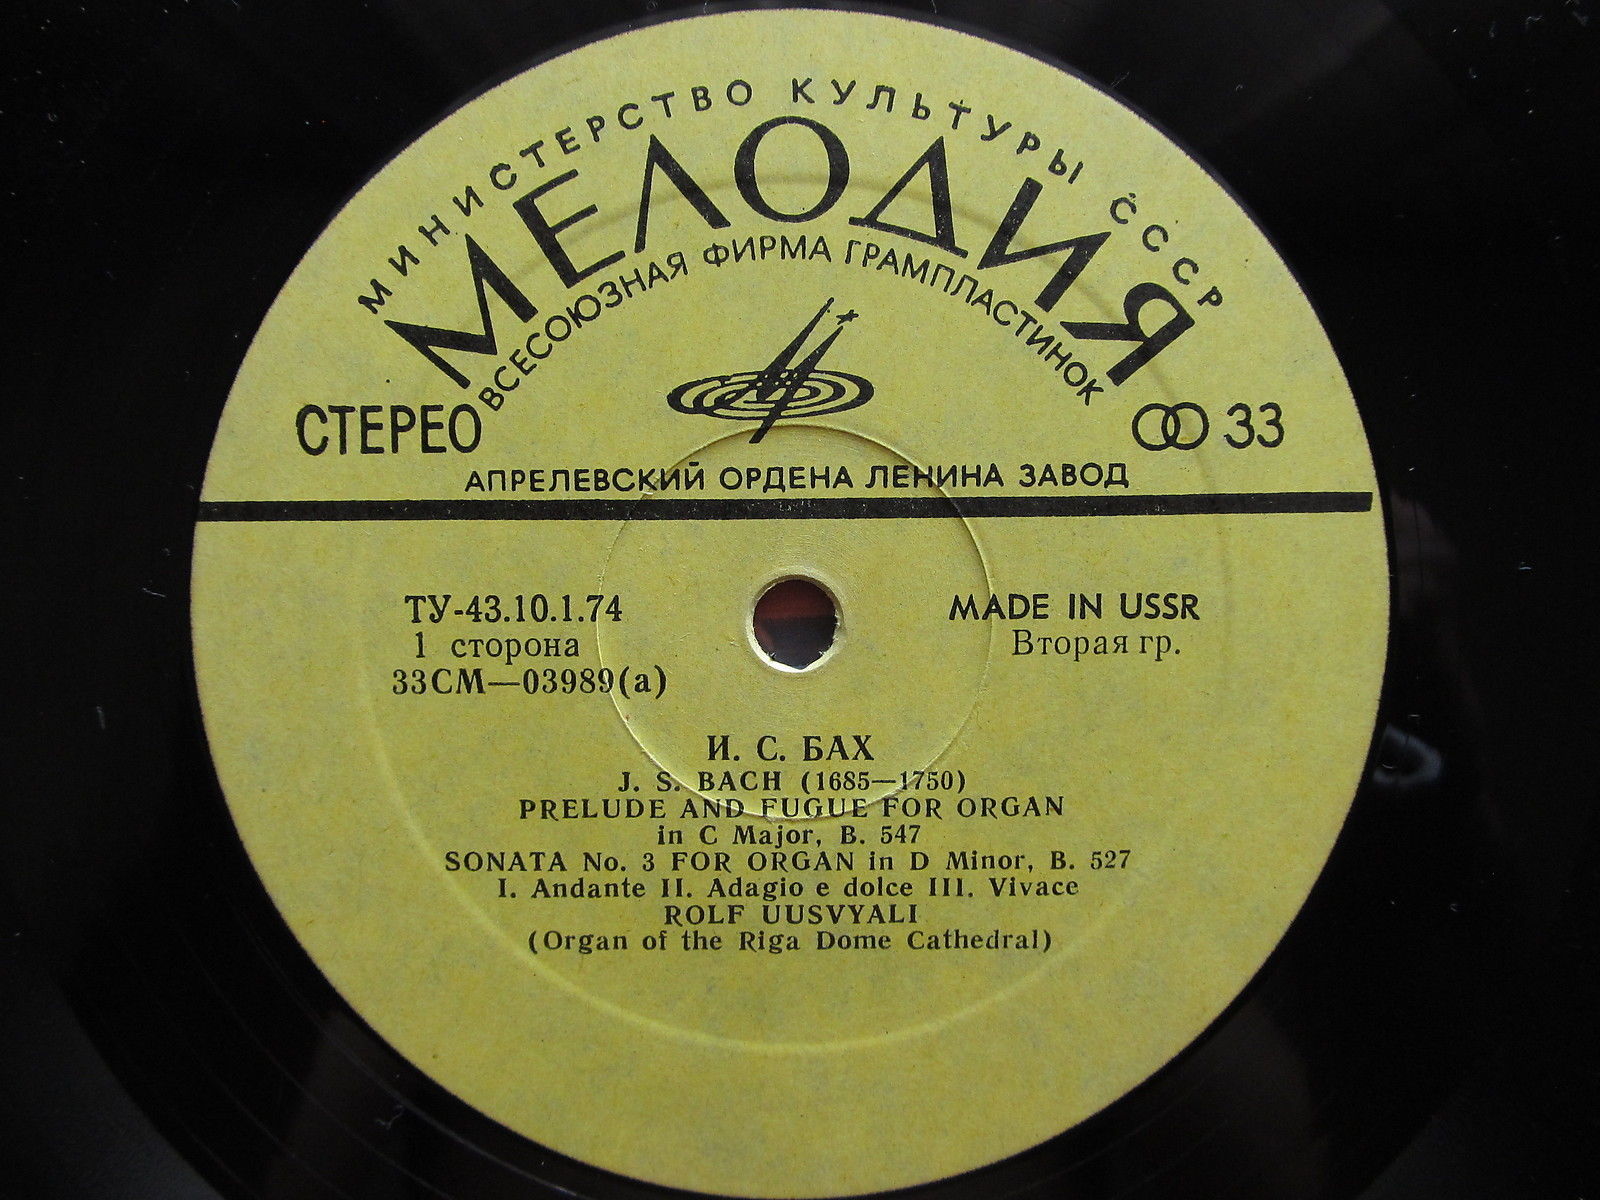 МИНИСТЕРСТВО КУЛЬТУРЫ СССР
МЕЛОДИЯ
ВСЕСОЮЗНАЯ ФИРМА ГРАМПЛАСТИНОК
СТЕРЕО
33
АПРЕЛЕВСКИЙ ОРДЕНА ЛЕНИНА ЗАВОД
ТУ-43.10.1.74
1 сторона
33СМ—03989(а)
MADE IN USSR
Вторая гр.
И. С. БАХ
J. S. BACH (1685—1750)
PRELUDE AND FUGUE FOR ORGAN
in C Major, B. 547
SONATA No. 3 FOR ORGAN in D Minor, B. 527
I. Andante II. Adagio e dolce III. Vivace
ROLF UUSVYALI
(Organ of the Riga Dome Cathedral)